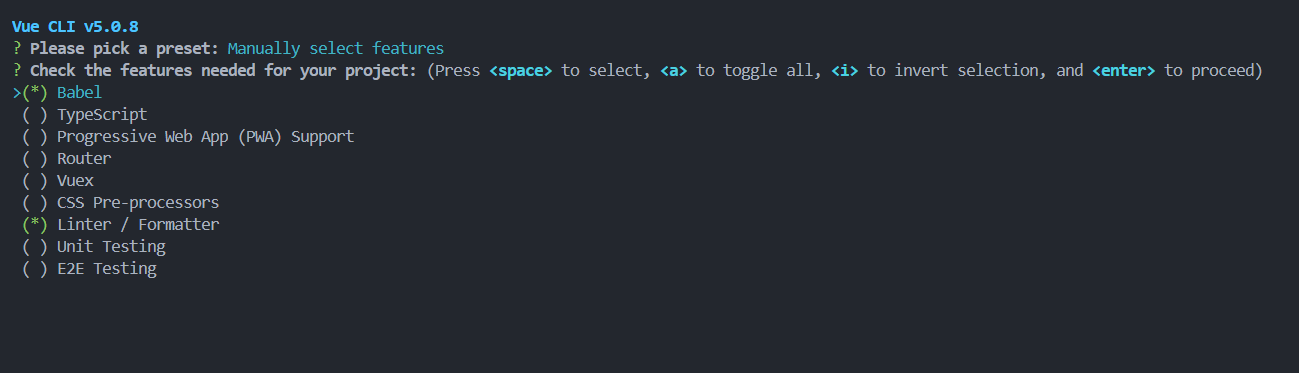 Vue CLI v5.0.8
? Please pick a preset: Manually select features
? Check the features needed for your project: (Press <space> to select, <a> to toggle all, <i> to invert selection, and <enter> to proceed)
>(*) Babel
( ) TypeScript
( ) Progressive Web App (PWA) Support
( ) Router
( ) Vuex
( ) CSS Pre-processors
(*) Linter / Formatter
( ) Unit Testing
( ) E2E Testing